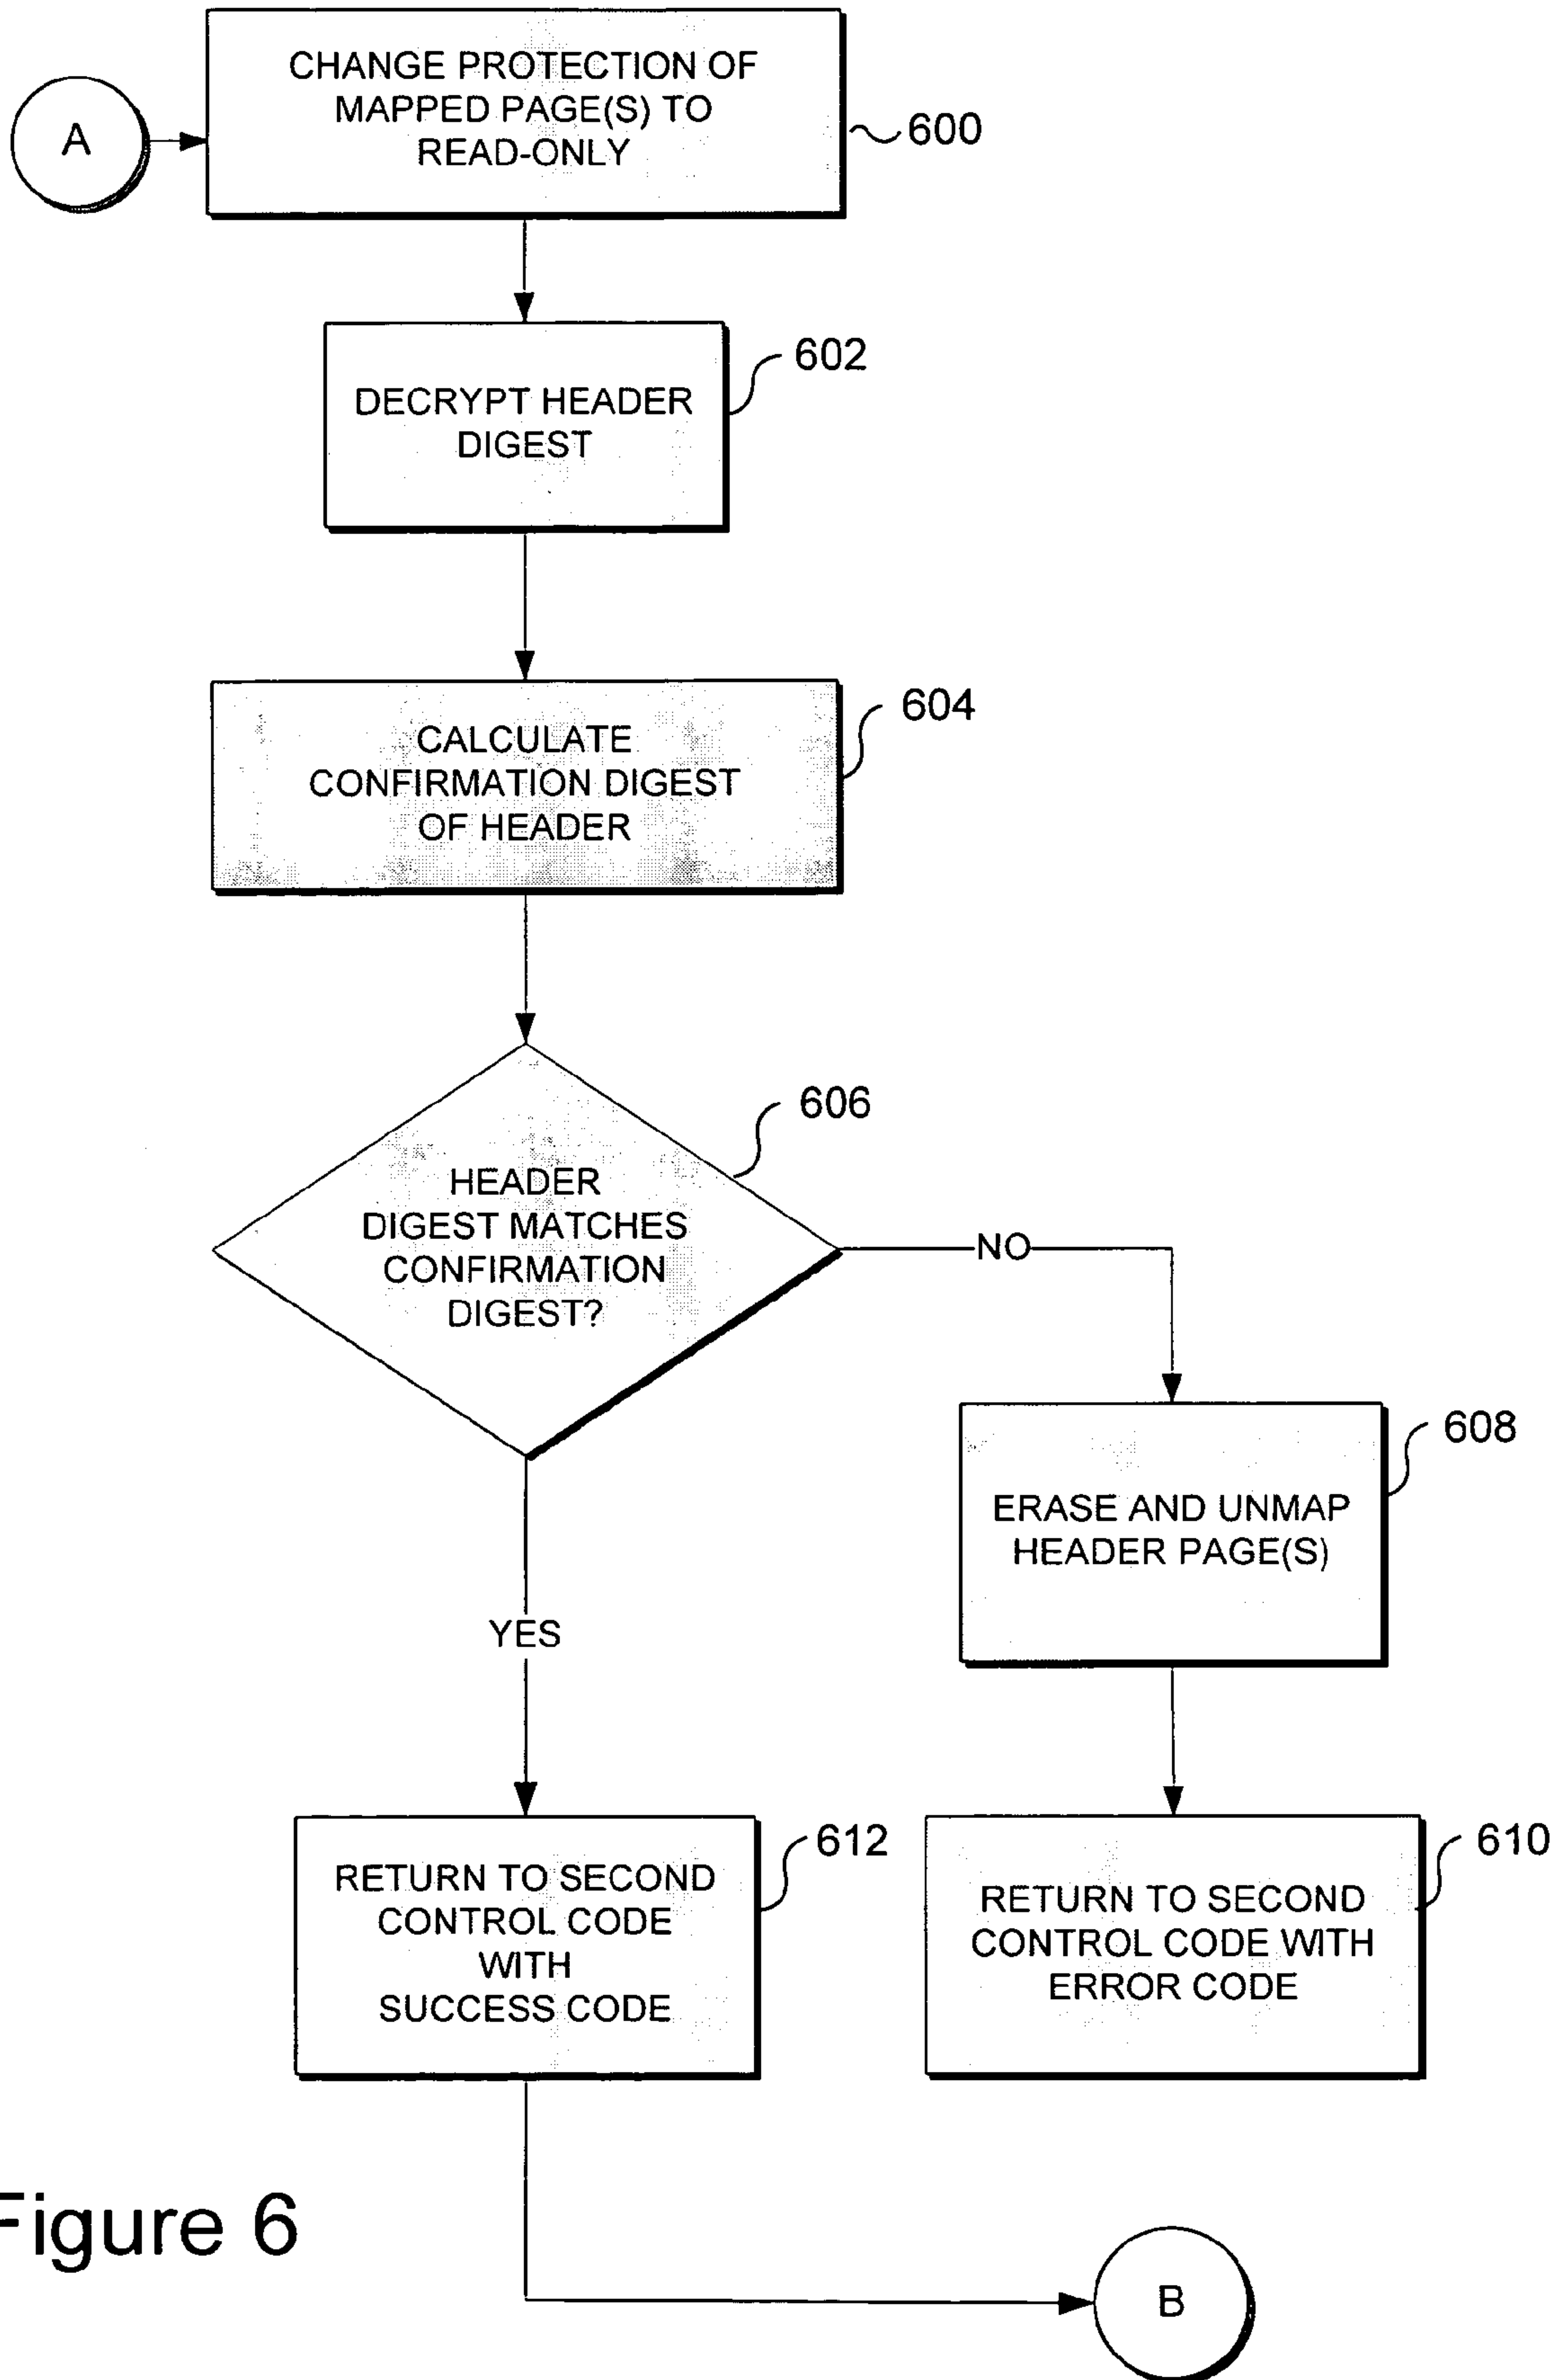 CHANGE PROTECTION OF
MAPPED PAGE(S) TO
READ-ONLY
A
600
602
DECRYPT HEADER
DIGEST
604
CALCULATE
CONFIRMATION DIGEST
OF HEADER
606
HEADER
DIGEST MATCHES
CONFIRMATION
DIGEST?
NO
608
ERASE AND UNMAP
HEADER PAGE(S)
YES
612
RETURN TO SECOND
CONTROL CODE
WITH
SUCCESS CODE
610
RETURN TO SECOND
CONTROL CODE WITH
ERROR CODE
Figure 6
B